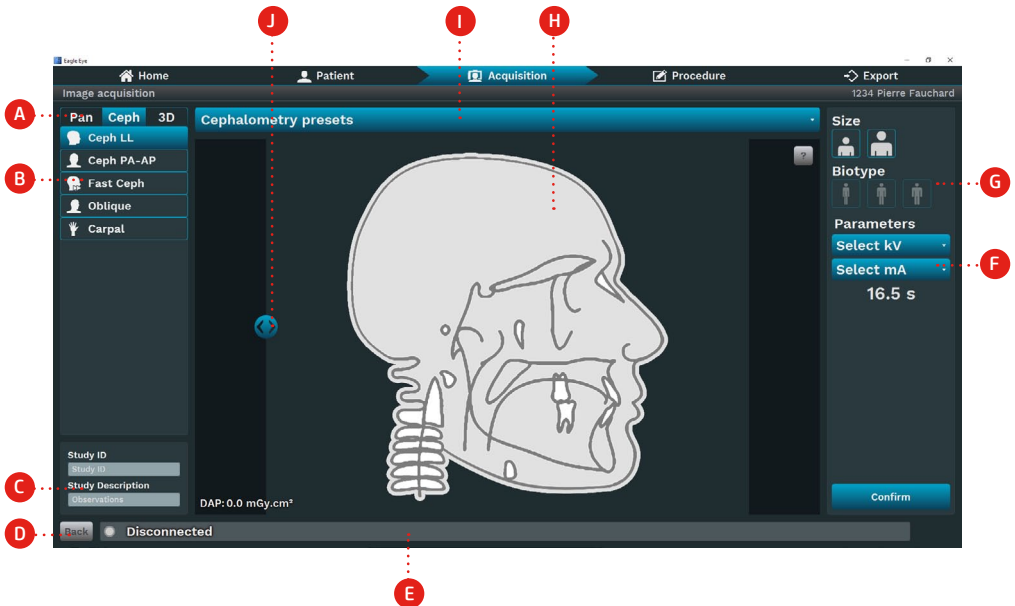 J
I
H
Eagle Eye
Home
Patient
Acquisition
Procedure
Export
Image acquisition
1234 Pierre Fauchard
A
Pan Ceph 3D
Cephalometry presets
Size
Ceph LL
Ceph PA-AP
?
B
Fast Ceph
Biotype
G
Oblique
Carpal
Parameters
Select kV
Select mA
F
16.5 s
Study ID
Study ID
C
Study Description
Observations
DAP: 0.0 mGy.cm²
Confirm
D
Back
Disconnected
E